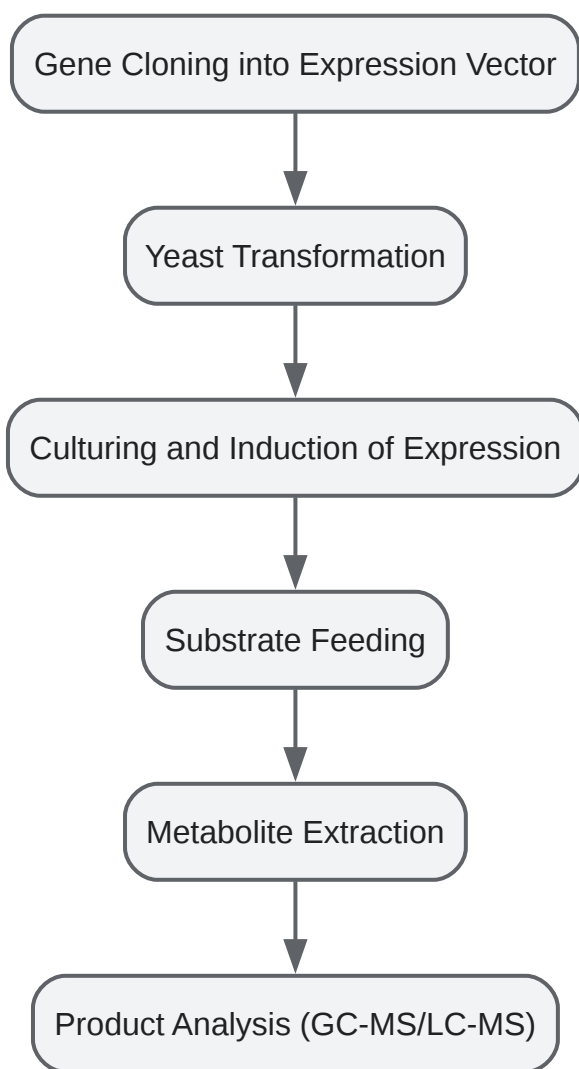 Gene Cloning into Expression Vector
Yeast Transformation
Culturing and Induction of Expression
Substrate Feeding
Metabolite Extraction
Product Analysis (GC-MS/LC-MS)